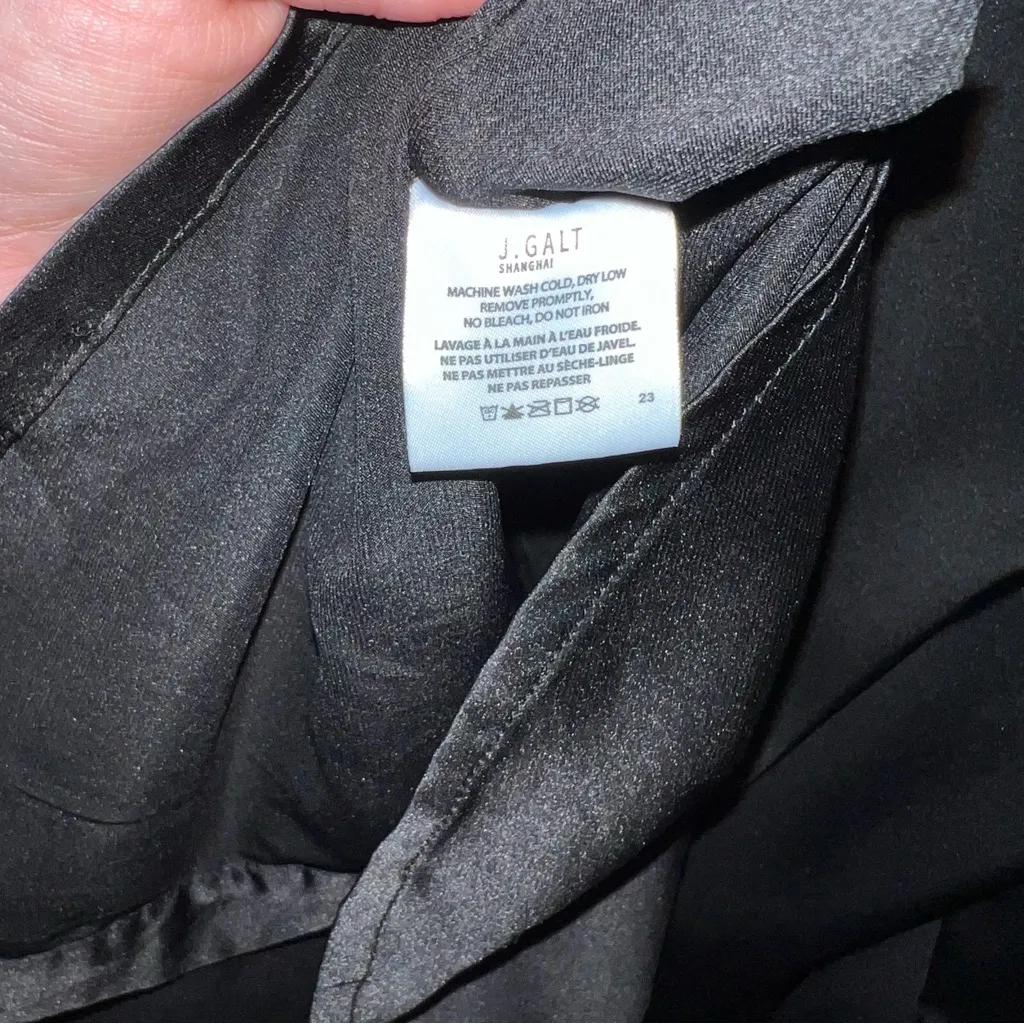 J.GALT
SHANGHAI
MACHINE WASH COLD, DRY LOW
REMOVE PROMPTLY,
NO BLEACH, DO NOT IRON
LAVAGE À LA MAIN À L'EAU FROIDE.
NE PAS UTILISER D'EAU DE JAVEL.
NE PAS METTRE AU SÈCHE-LINGE
NE PAS REPASSER
23